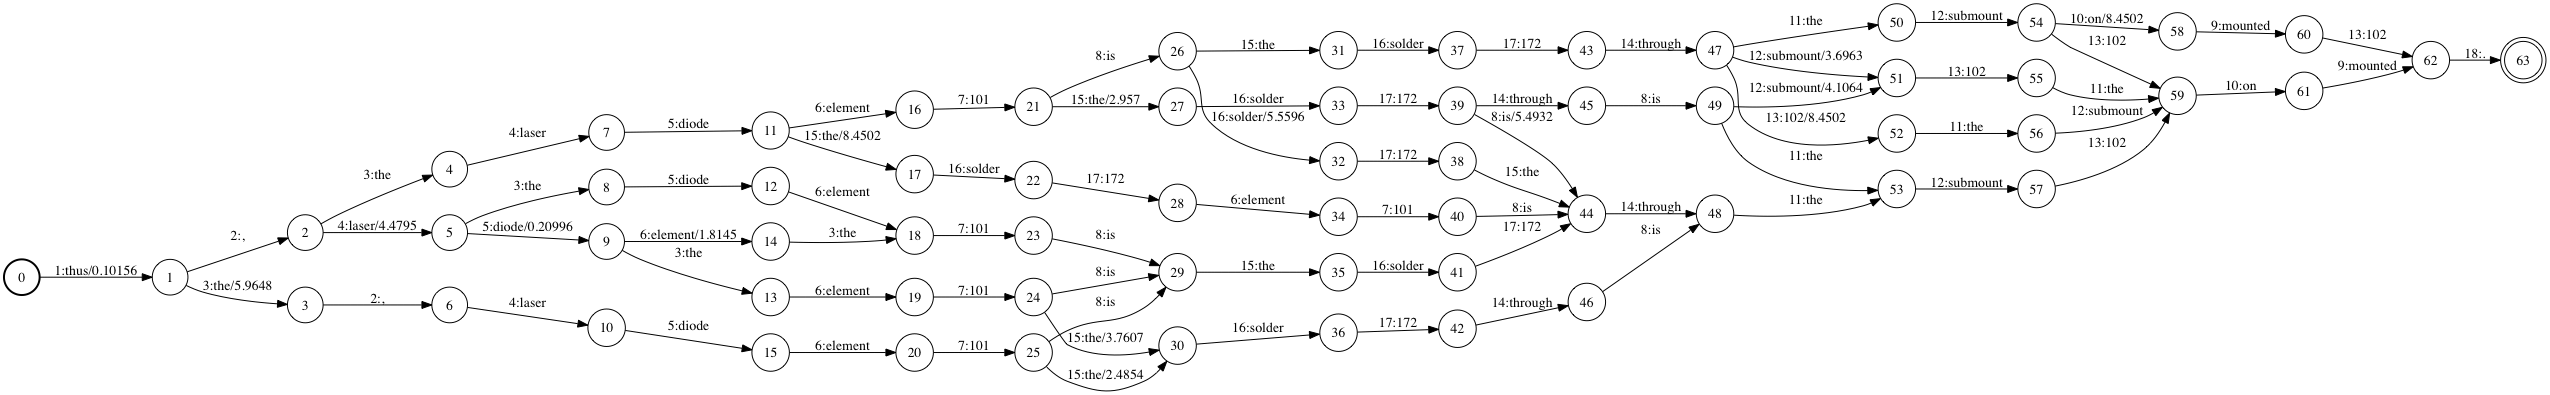 0
1:thus/0.10156
1
2:,
2
3:the
4
4:laser
7
5:diode
11
6:element
16
7:101
21
8:is
26
15:the
31
16:solder
37
17:172
43
14:through
47
11:the
50
12:submount
54
10:on/8.4502
58
9:mounted
60
13:102
62
18:.
63
3:the/5.9648
3
2:,
6
4:laser
10
5:diode
15
6:element
20
7:101
25
8:is
15:the/2.4854
30
16:solder
36
17:172
42
14:through
46
8:is
48
11:the
53
12:submount
57
13:102
59
10:on
61
9:mounted
4:laser/4.4795
5
3:the
8
5:diode
12
6:element
18
7:101
23
8:is
29
15:the
35
16:solder
41
17:172
44
14:through
5:diode/0.20996
9
6:element/1.8145
14
3:the
3:the
13
6:element
19
7:101
24
8:is
15:the/3.7607
15:the/8.4502
17
16:solder
22
17:172
28
6:element
34
7:101
40
8:is
15:the/2.957
27
16:solder
33
17:172
39
14:through
45
8:is
49
12:submount/4.1064
11:the
8:is/5.4932
16:solder/5.5596
32
17:172
38
15:the
12:submount/3.6963
51
13:102
55
11:the
13:102/8.4502
52
11:the
56
12:submount
13:102